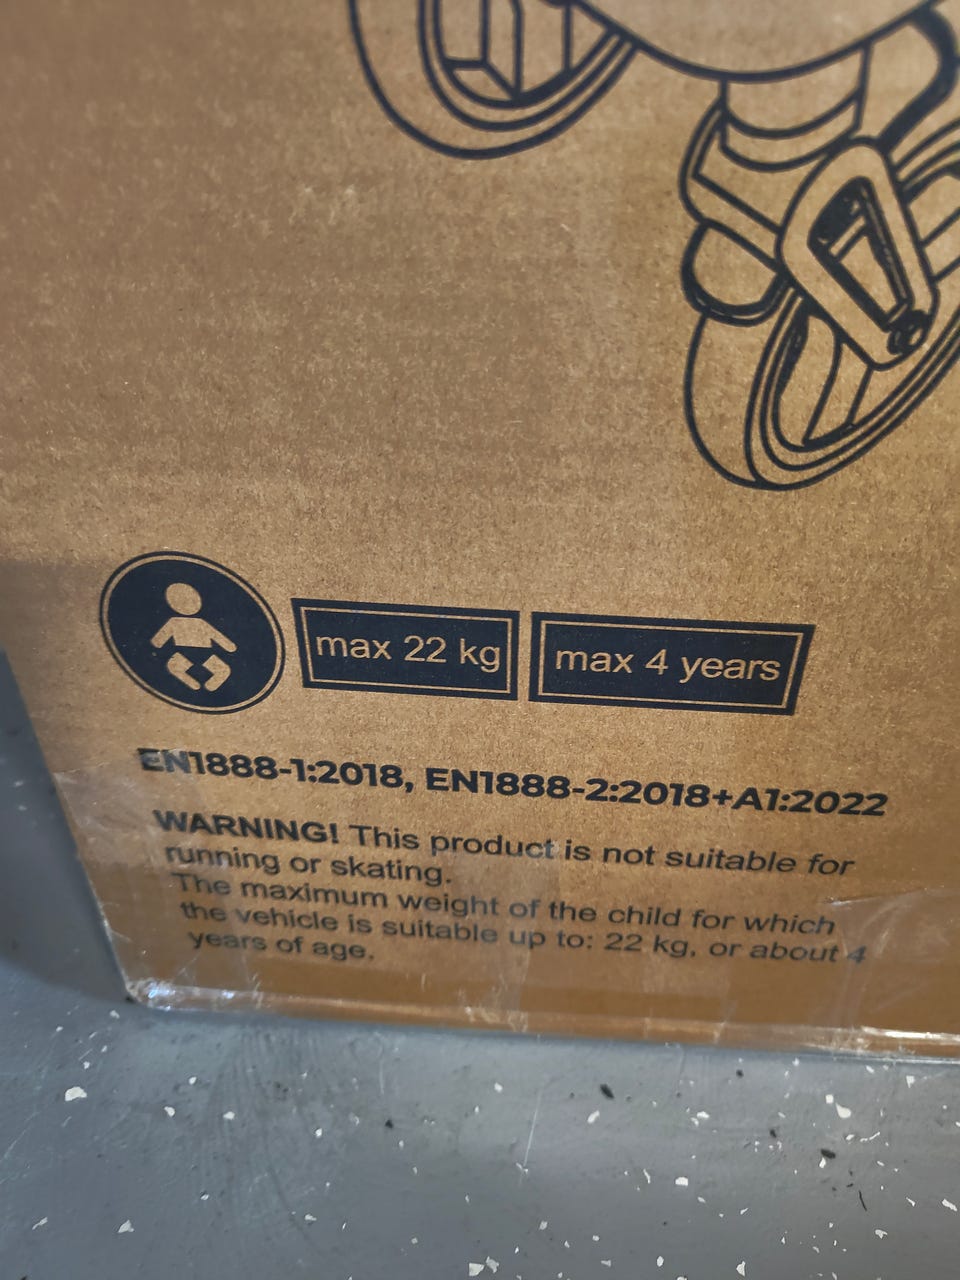 max 22 kg
max 4 years
EN1888-1:2018, EN1888-2:2018+A1:2022
WARNING! This product is not suitable for
running or skating.
The maximum weight of the child for which
the vehicle is suitable up to: 22 kg, or about 4
years of age.